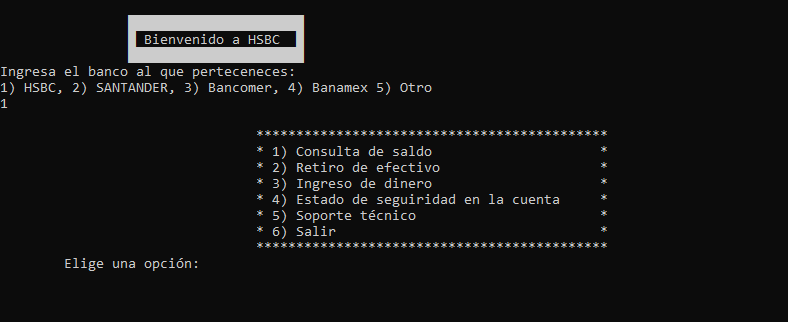 Bienvenido a HSBC
Ingresa el banco al que perteceneces:
1) HSBC, 2) SANTANDER, 3) Bancomer, 4) Banamex 5) Otro
1
********************************************
* 1) Consulta de saldo                     *
* 2) Retiro de efectivo                    *
* 3) Ingreso de dinero                     *
* 4) Estado de seguiridad en la cuenta     *
* 5) Soporte técnico                       *
* 6) Salir                                 *
********************************************
Elige una opción: